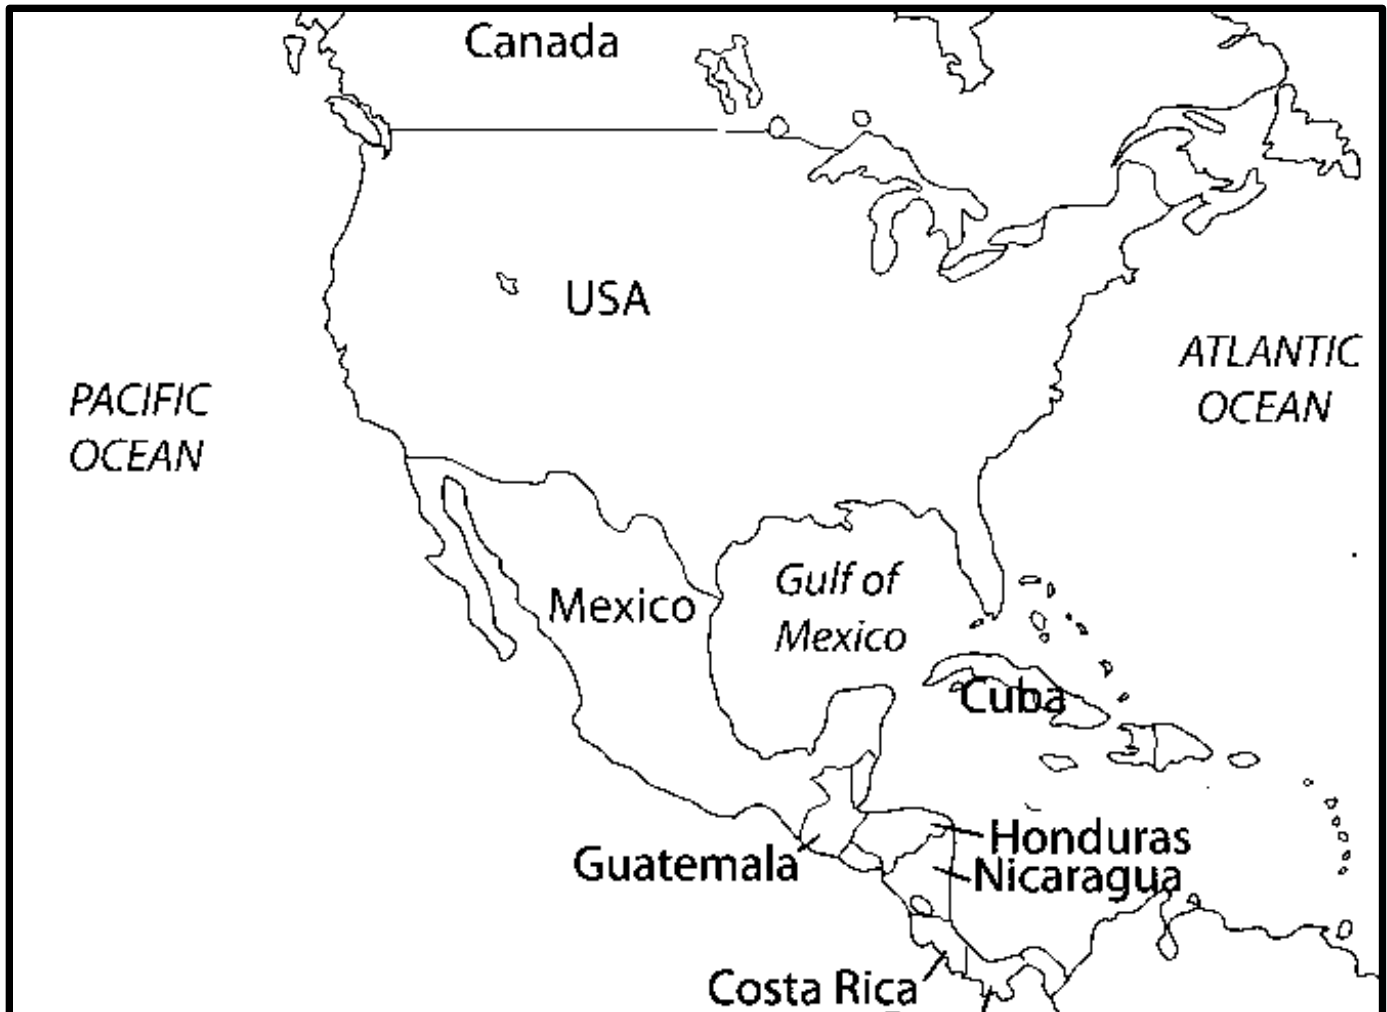 Canada
USA
PACIFIC
OCEAN
ATLANTIC
OCEAN
Gulf of
Mexico
Mexico
Cuba
Honduras
Guatemala
Nicaragua
Costa Rica